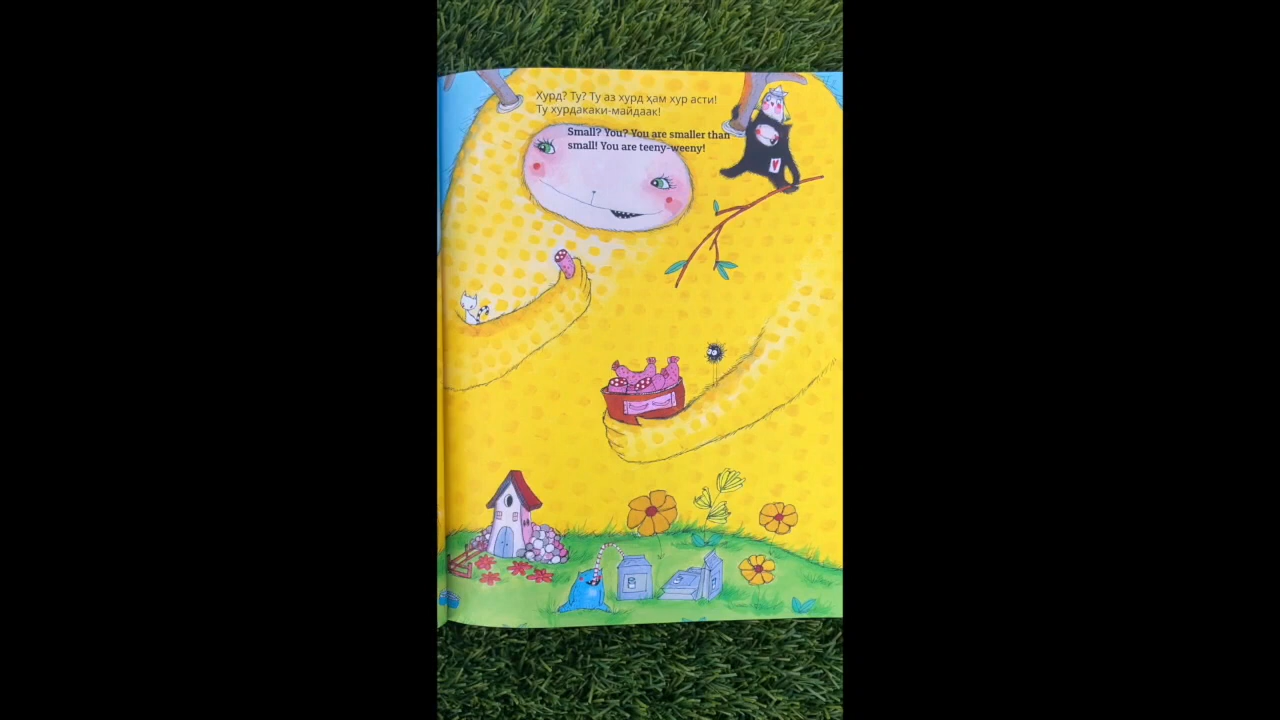 Хурд? Ту? Ту аз хурд ҳам хур асти!
Ту хурдакаки-майдаак!
Small? You? You are smaller than
small! You are teeny-weeny!